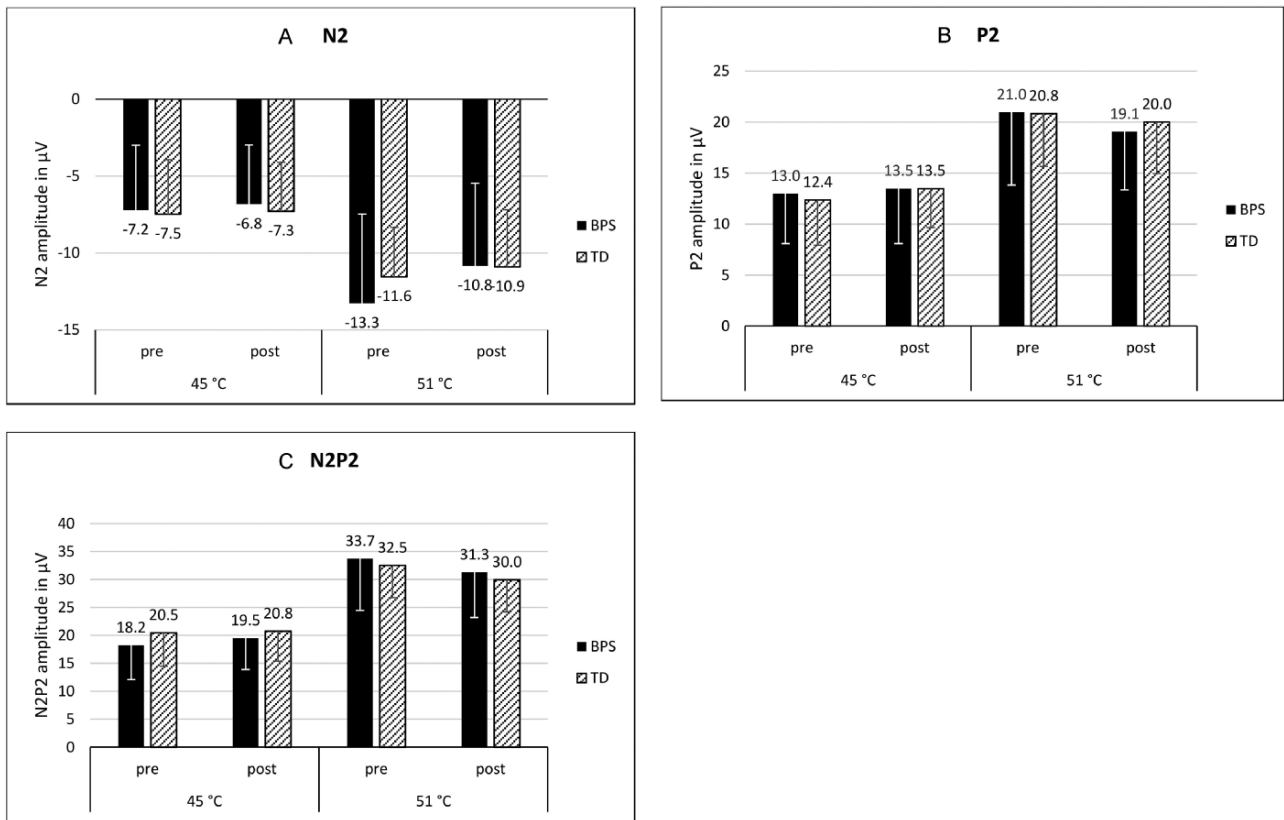 A N2
N2 amplitude in µV
0
-5
-10
-15
-7.2
-7.5
-6.8
-7.3
-13.3
-11.6
-10.8
-10.9
BPS
TD
pre
post
pre
post
45 °C
51 °C
B P2
P2 amplitude in µV
25
20
15
10
5
0
13.0
12.4
13.5
13.5
21.0
20.8
19.1
20.0
BPS
TD
pre
post
pre
post
45 °C
51 °C
C N2P2
N2P2 amplitude in µV
40
35
30
25
20
15
10
5
0
18.2
20.5
19.5
20.8
33.7
32.5
31.3
30.0
BPS
TD
pre
post
pre
post
45 °C
51 °C